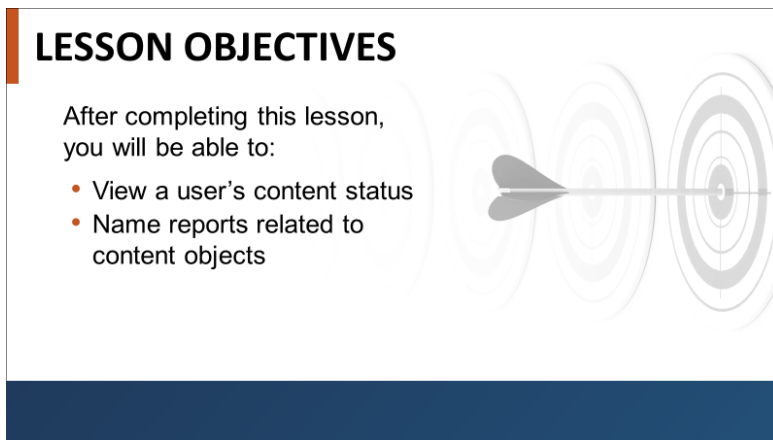 LESSON OBJECTIVES
After completing this lesson,
you will be able to:
• View a user’s content status
• Name reports related to
content objects